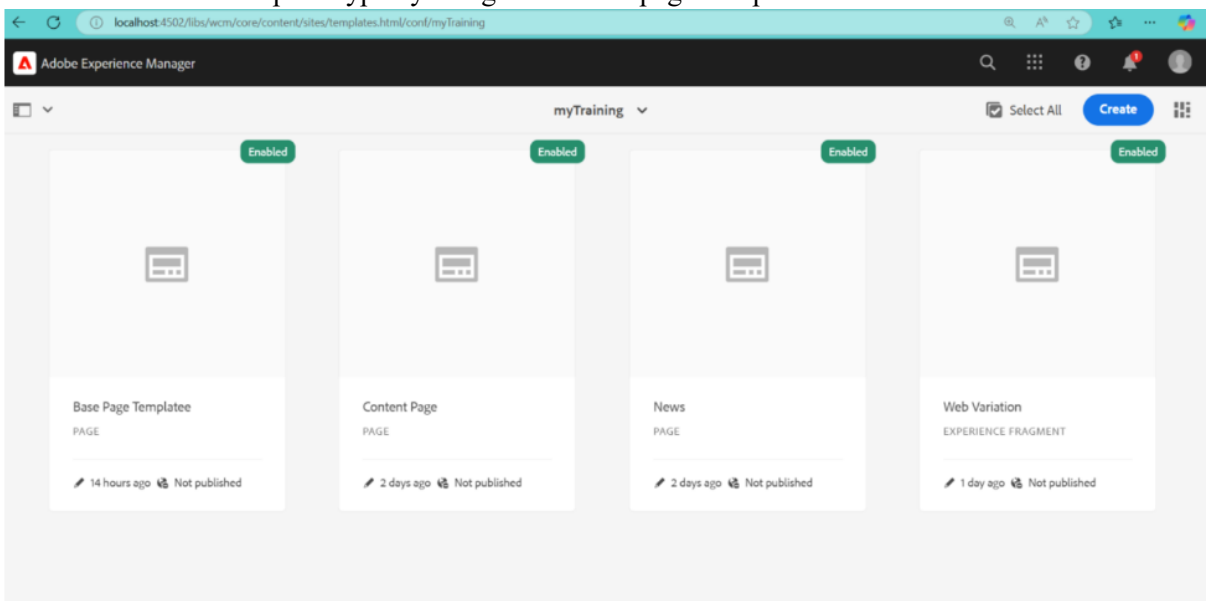 localhost:4502/libs/wcm/core/content/sites/templates.html/conf/myTraining
Adobe Experience Manager
myTraining
Select All
Create
Enabled Enabled Enabled Enabled
Base Page Templatee Content Page News Web Variation
PAGE PAGE PAGE EXPERIENCE FRAGMENT
14 hours ago Not published 2 days ago Not published 2 days ago Not published 1 day ago Not published